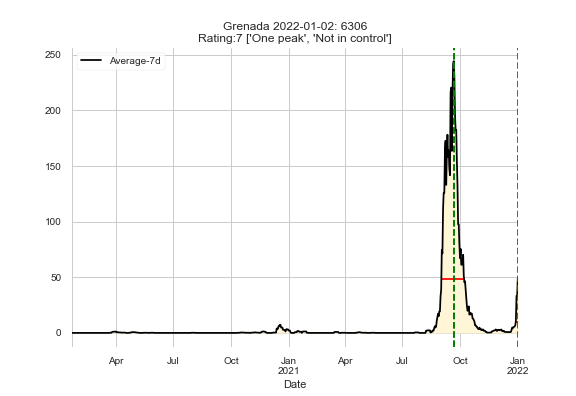 Grenada 2022-01-02: 6306
Rating:7 ['One peak', 'Not in control']
Average-7d
250
200
150
100
50
0
Apr Jul Oct Jan Apr Jul Oct Jan
2021 2022
Date